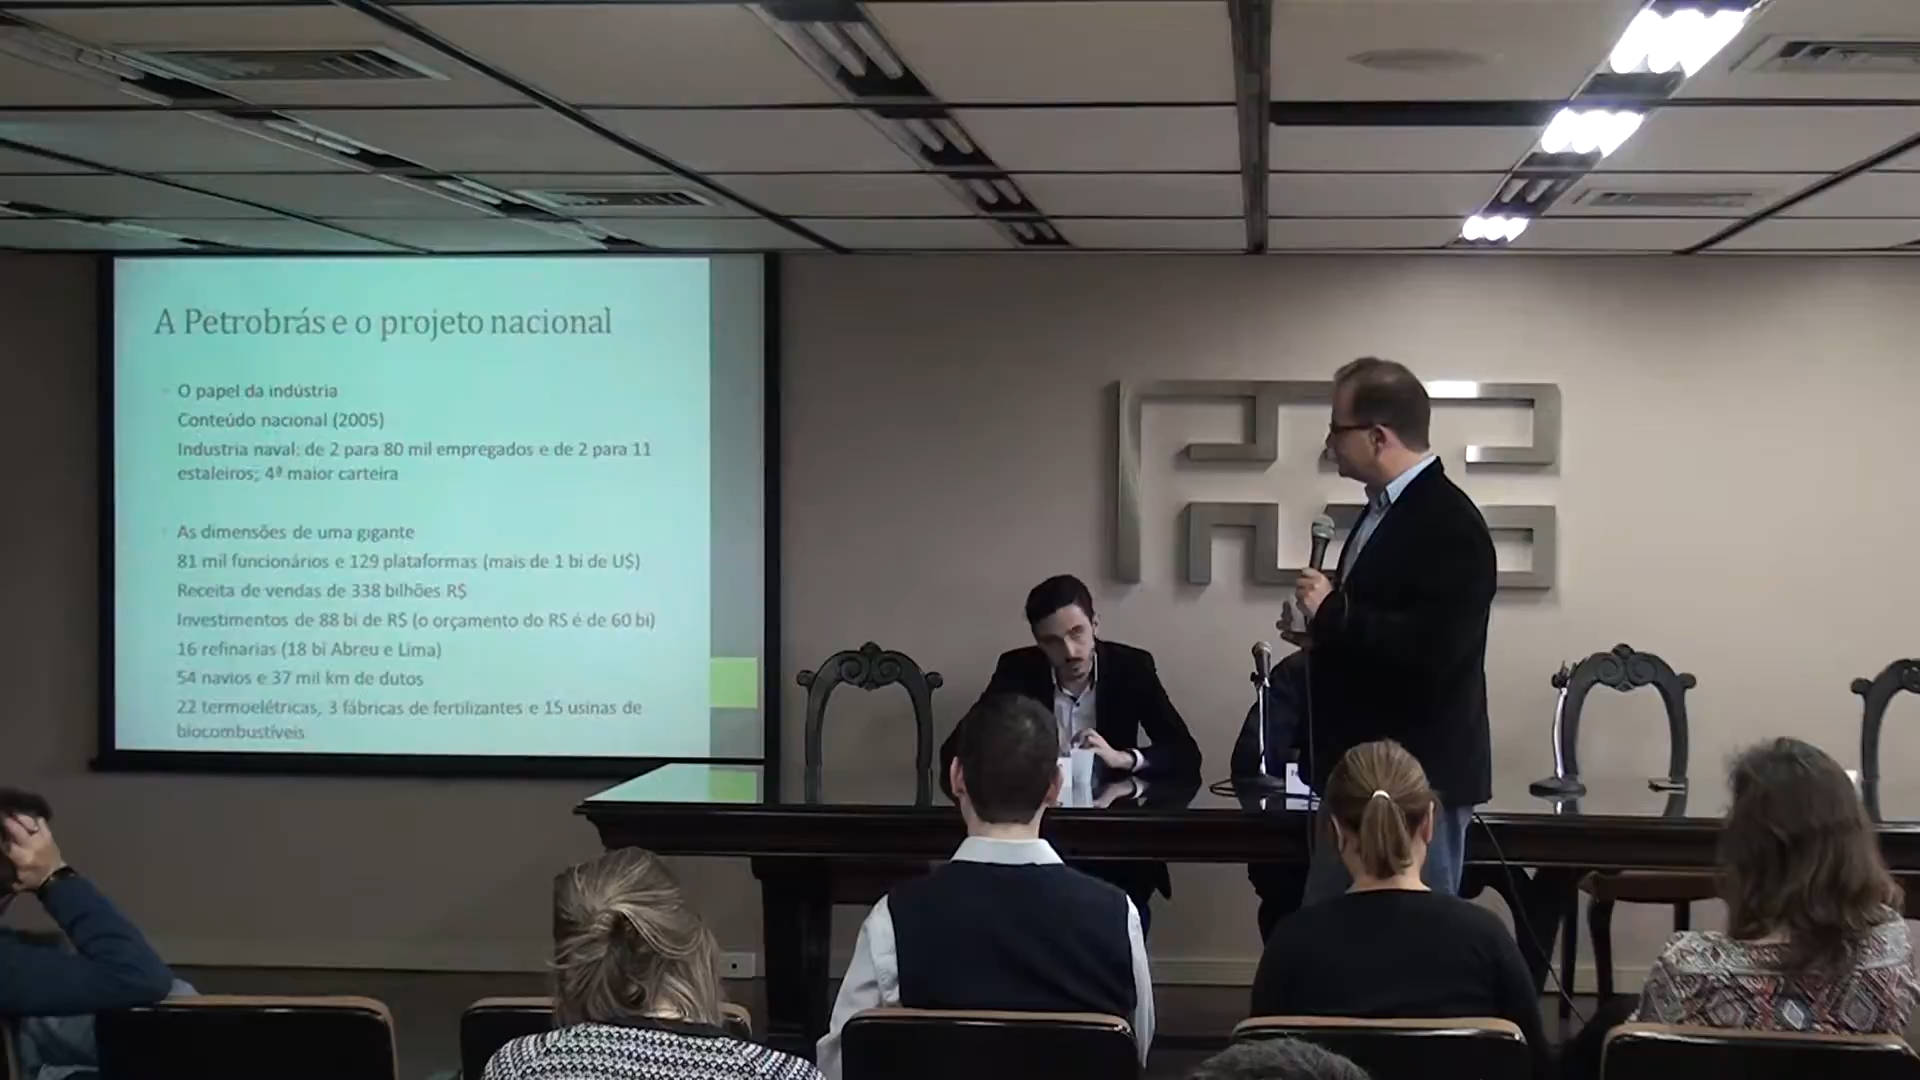 A Petrobrás e o projeto nacional
O papel da indústria
Conteúdo nacional (2005)
Industria naval: de 2 para 80 mil empregados e de 2 para 11
estaleiros; 4ª maior carteira
As dimensões de uma gigante
81 mil funcionários e 129 plataformas (mais de 1 bi de U$)
Receita de vendas de 338 bilhões R$
Investimentos de 88 bi de R$ (o orçamento do RS é de 60 bi)
16 refinarias (18 bi Abreu e Lima)
54 navios e 37 mil km de dutos
22 termoelétricas, 3 fábricas de fertilizantes e 15 usinas de
biocombustíveis